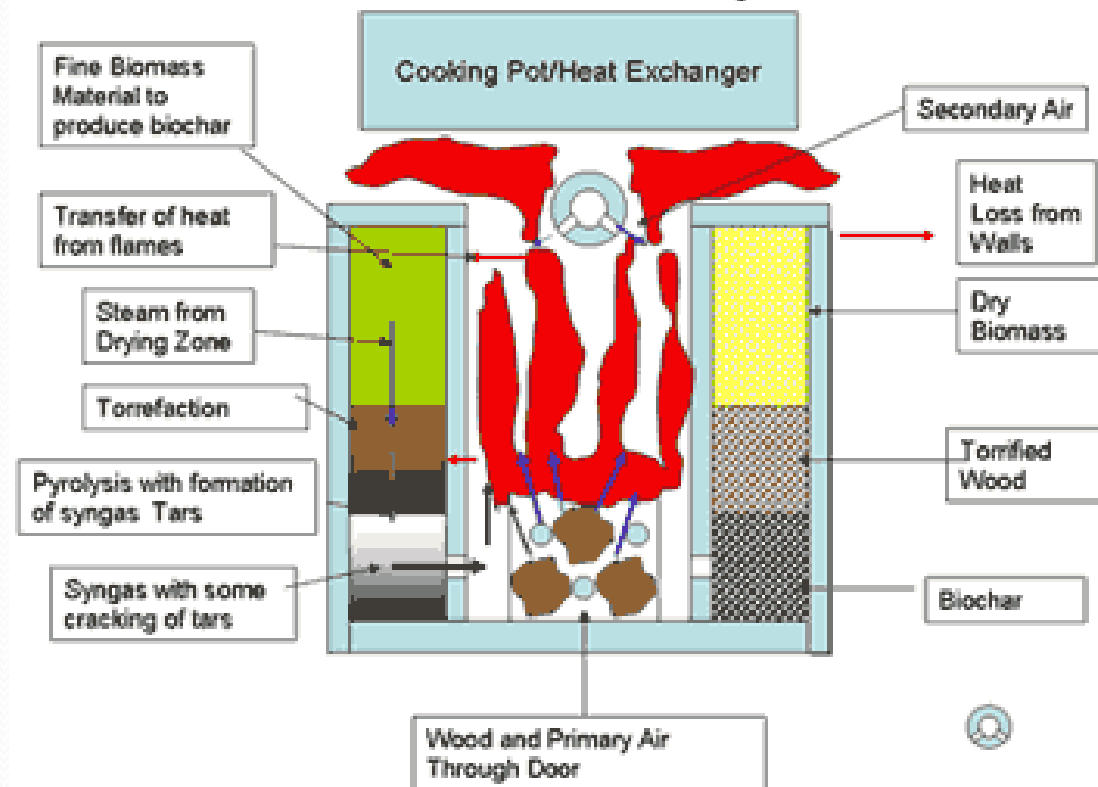 Cooking Pot/Heat Exchanger
Fine Biomass
Material to
produce biochar
Transfer of heat
from flames
Steam from
Drying Zone
Torrefaction
Pyrolysis with formation
of syngas Tars
Syngas with some
cracking of tars
Secondary Air
Heat
Loss from
Walls
Dry
Biomass
Torrified
Wood
Biochar
Wood and Primary Air
Through Door